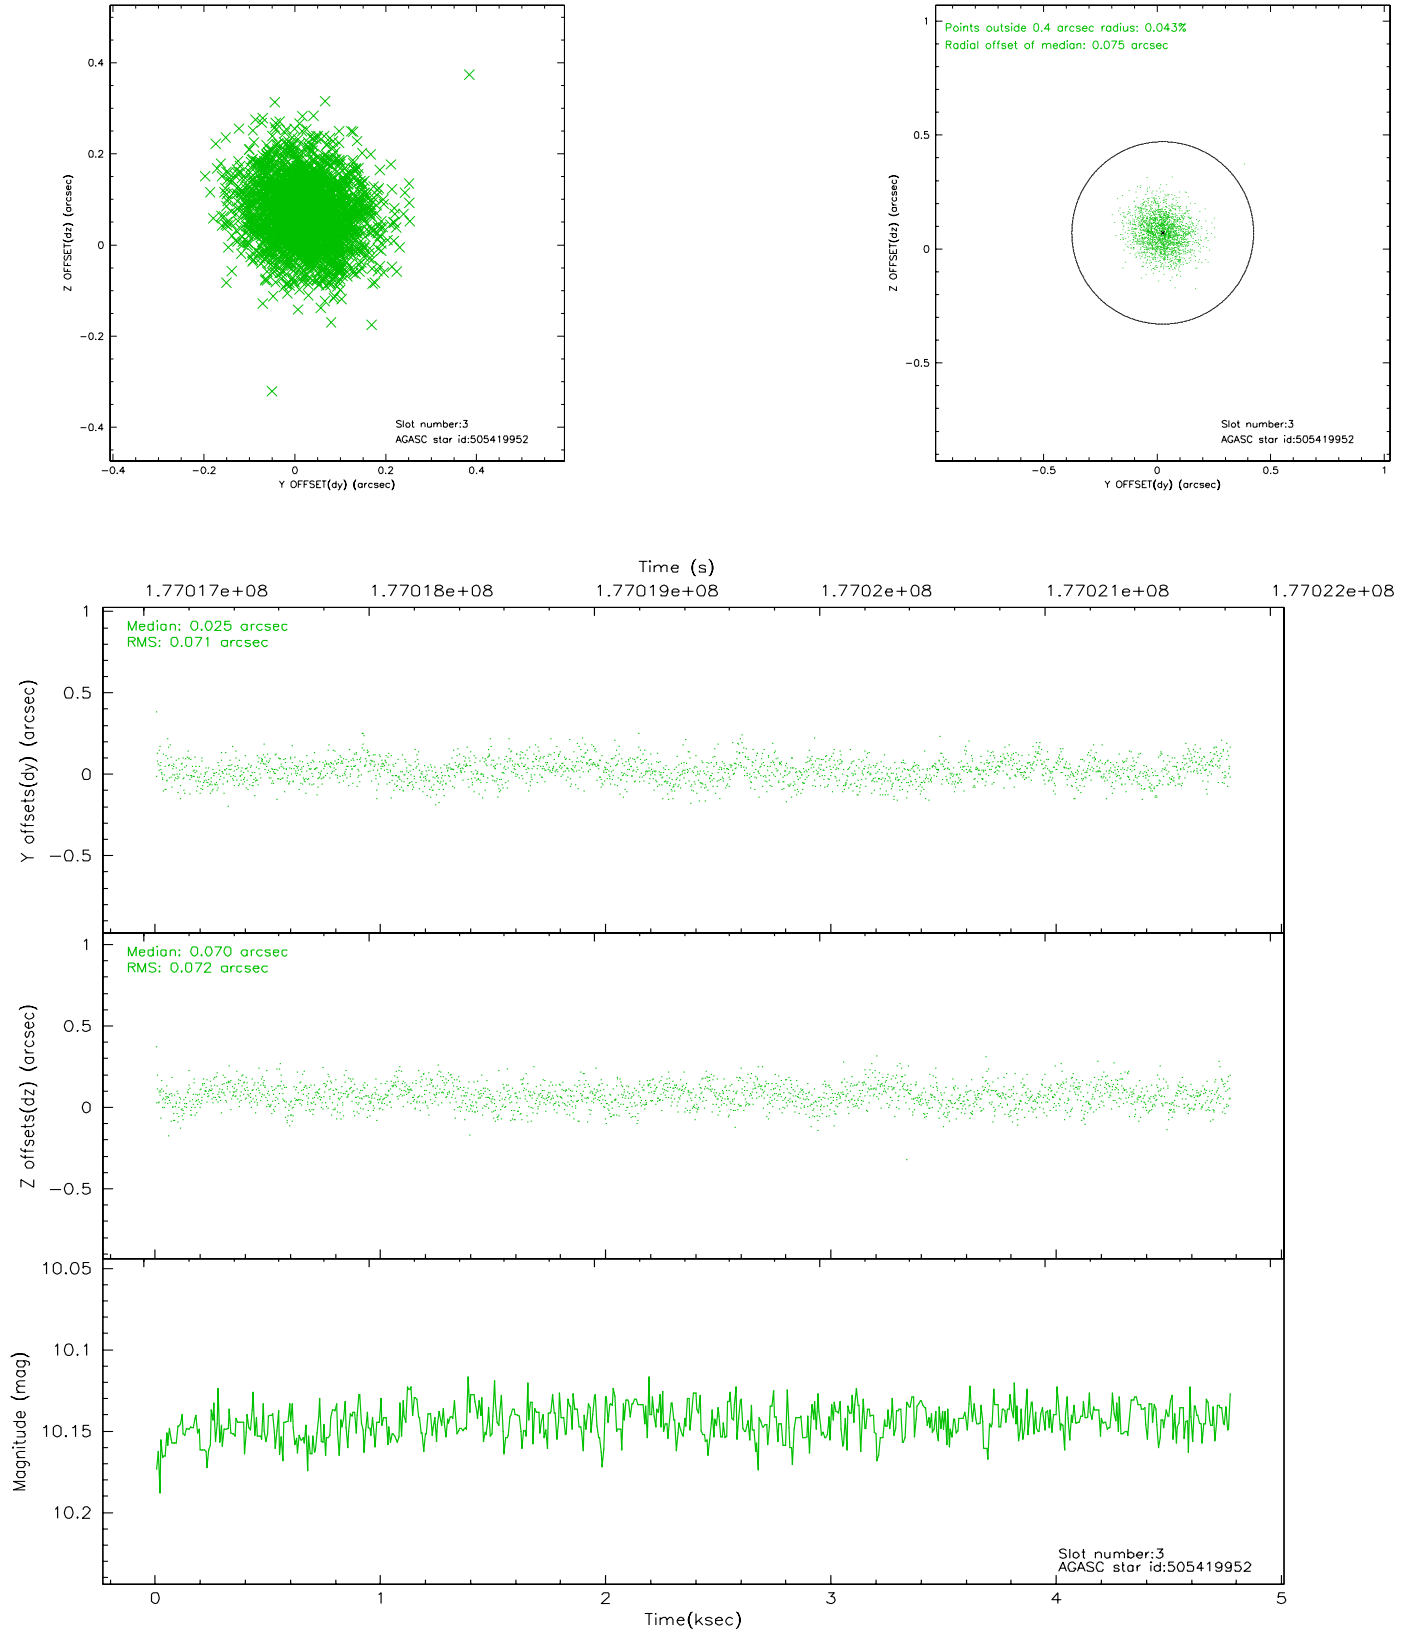 0.4
0.2
0
−0.2
−0.4
Z OFFSET(dz) (arcsec)
Slot number:3
AGASC star id:505419952
−0.4 −0.2 0 0.2 0.4
Y OFFSET(dy) (arcsec)
Points outside 0.4 arcsec radius: 0.043%
Radial offset of median: 0.075 arcsec
1
0.5
0
−0.5
Z OFFSET(dz) (arcsec)
Slot number:3
AGASC star id:505419952
−0.5 0 0.5 1
Y OFFSET(dy) (arcsec)
Time (s)
1.77017e+08 1.77018e+08 1.77019e+08 1.7702e+08 1.77021e+08 1.77022e+08
Median: 0.025 arcsec
RMS: 0.071 arcsec
1
0.5
0
−0.5
Y offsets(dy) (arcsec)
Median: 0.070 arcsec
RMS: 0.072 arcsec
1
0.5
0
−0.5
Z offsets(dz) (arcsec)
10.05
10.1
10.15
10.2
Magnitude (mag)
Slot number:3
AGASC star id:505419952
0 1 2 3 4 5
Time(ksec)